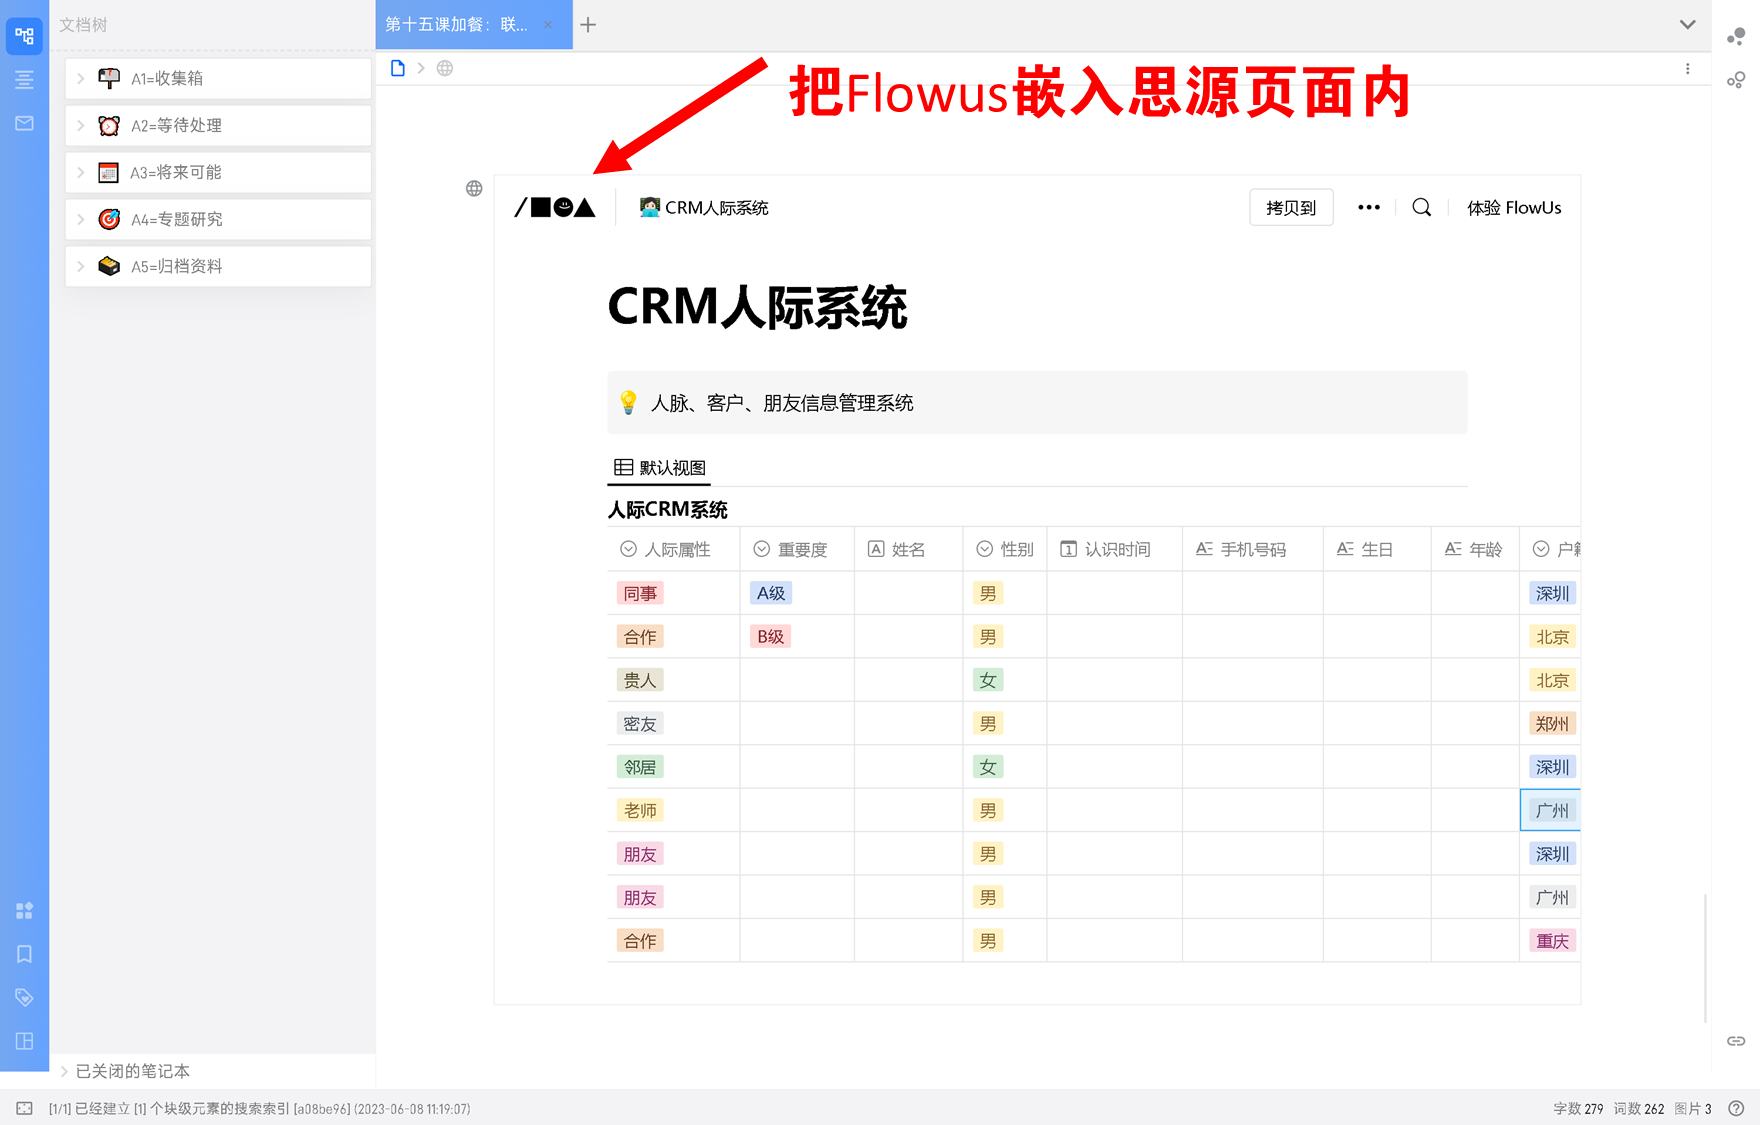 文档树
第十五课加餐：联...
A1=收集箱
A2=等待处理
A3=将来可能
A4=专题研究
A5=归档资料
已关闭的笔记本
把Flowus嵌入思源页面内
CRM人际系统
拷贝到
体验 FlowUs
CRM人际系统
人脉、客户、朋友信息管理系统
默认视图
人际CRM系统
人际属性 重要度 姓名 性别 认识时间 手机号码 生日 年龄 户籍
同事 A级 男 深圳
合作 B级 男 北京
贵人 女 北京
密友 男 郑州
邻居 女 深圳
老师 男 广州
朋友 男 深圳
朋友 男 广州
合作 男 重庆
[1/1] 已经建立 [1] 个块级元素的搜索索引 [a08be96] (2023-06-08 11:19:07)
字数 279 词数 262 图片 3